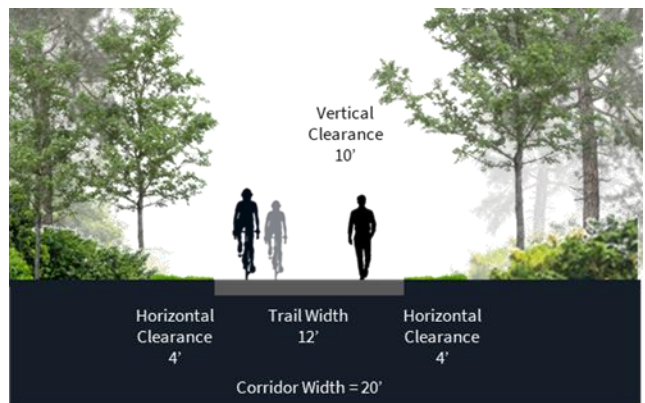 Vertical
Clearance
10’
Horizontal
Clearance
4’
Trail Width
12’
Horizontal
Clearance
4’
Corridor Width = 20’